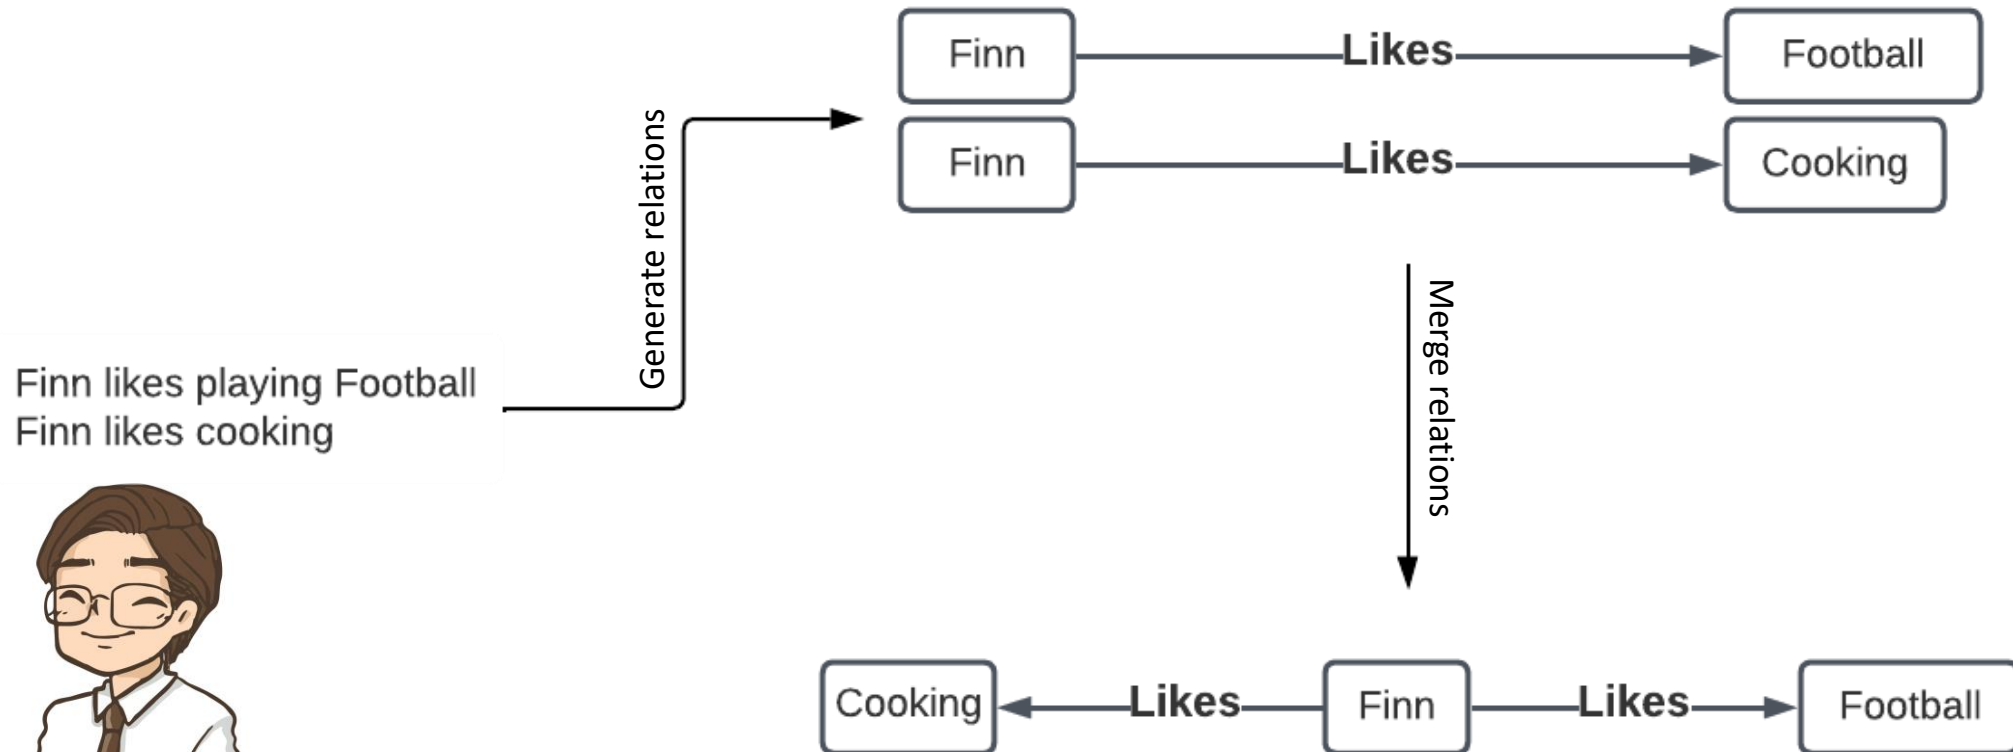 Finn likes playing Football
Finn likes cooking
Generate relations
Finn Likes Football
Finn Likes Cooking
Merge relations
Cooking Likes Finn Likes Football